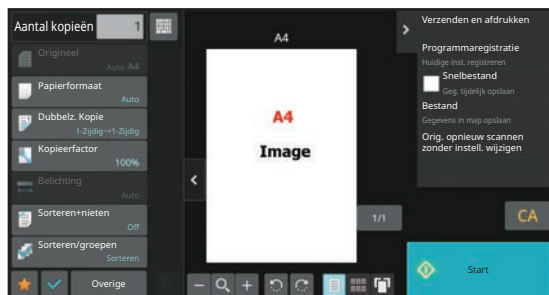 Aantal kopieën 1
Origineel
Auto A4
Papierformaat
Auto
Dubbelz. Kopie
1-Zijdig→1-Zijdig
Kopieerfactor
100%
Belichting
Auto
Sorteren+nieten
Off
Sorteren/groepen
Sorteren
Overige
A4
A4
Image
1/1
Verzenden en afdrukken
Programmaregistratie
Huidige inst. registreren
Snelbestand
Geg. tijdelijk opslaan
Bestand
Gegevens in map opslaan
Orig. opnieuw scannen
zonder instell. wijzigen
CA
Start